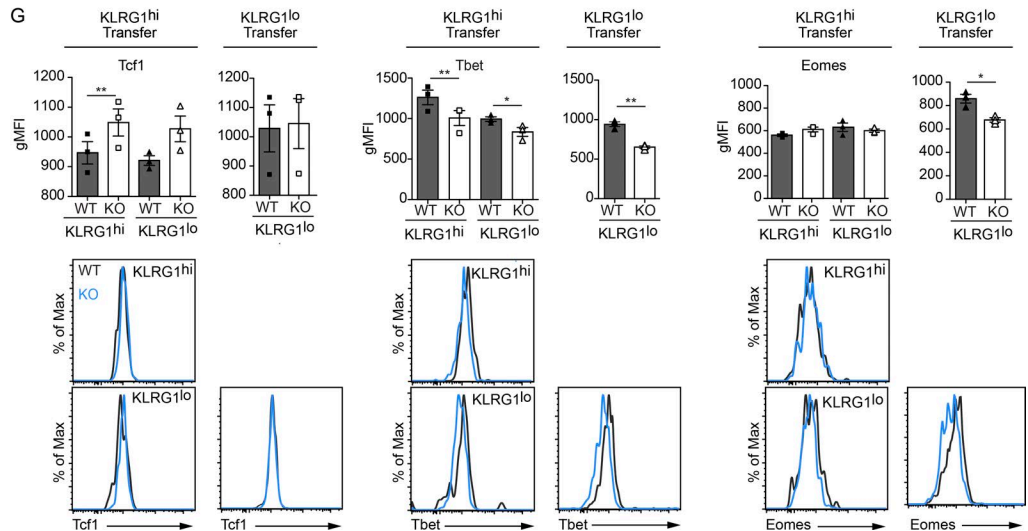 G
KLRG1hi
Transfer
KLRG1lo
Transfer
KLRG1hi
Transfer
KLRG1lo
Transfer
KLRG1hi
Transfer
KLRG1lo
Transfer
Tcf1
Tbet
Eomes
gMFI
1200
1100
1000
900
800
**
WT KO WT KO
KLRG1hi KLRG1lo
1200
1100
1000
900
800
WT KO
KLRG1lo
gMFI
1500
1000
500
0
**
*
WT KO WT KO
KLRG1hi KLRG1lo
1500
1000
500
0
**
WT KO
KLRG1lo
gMFI
1000
800
600
400
200
0
WT KO WT KO
KLRG1hi KLRG1lo
1000
800
600
400
200
0
*
WT KO
KLRG1lo
% of Max
WT
KO
KLRG1hi
% of Max
KLRG1hi
% of Max
KLRG1hi
% of Max
KLRG1lo
% of Max
KLRG1lo
% of Max
KLRG1lo
Tcf1
Tcf1
Tbet
Tbet
Eomes
Eomes